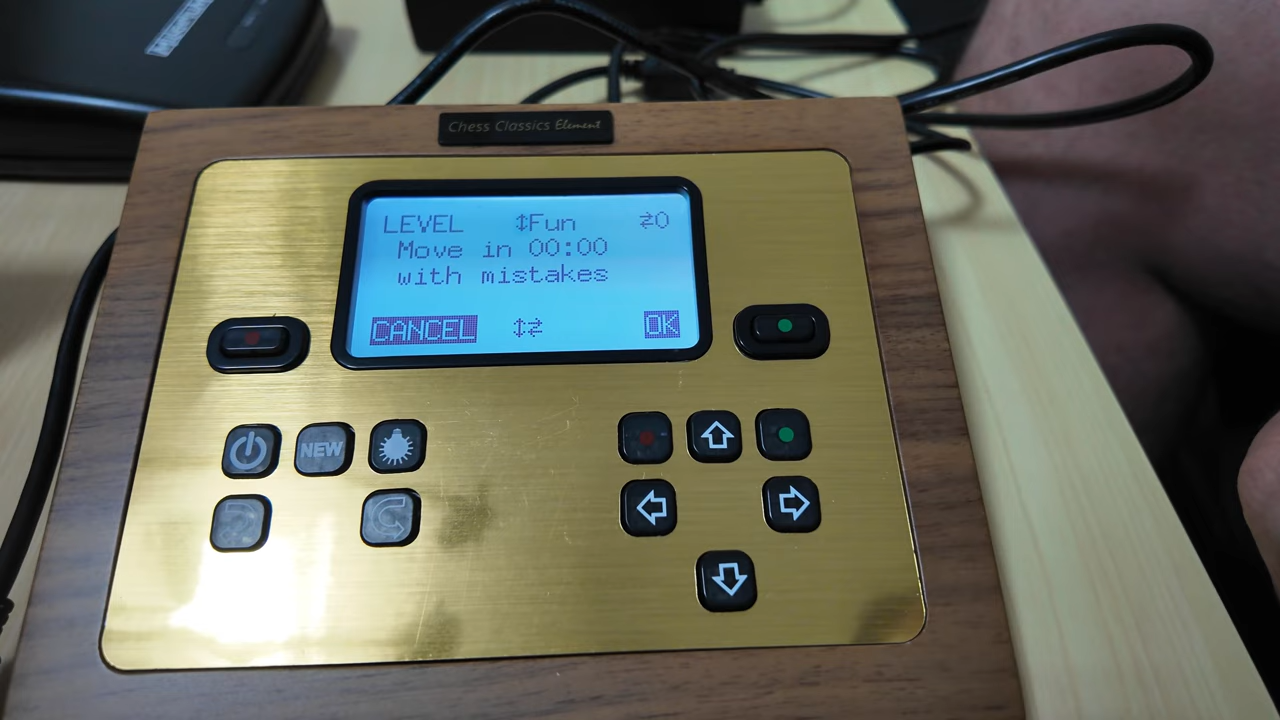 Chess Classics Element
LEVEL ↕Fun ⇄0
Move in 00:00
with mistakes
CANCEL ↕⇄ OK
NEW